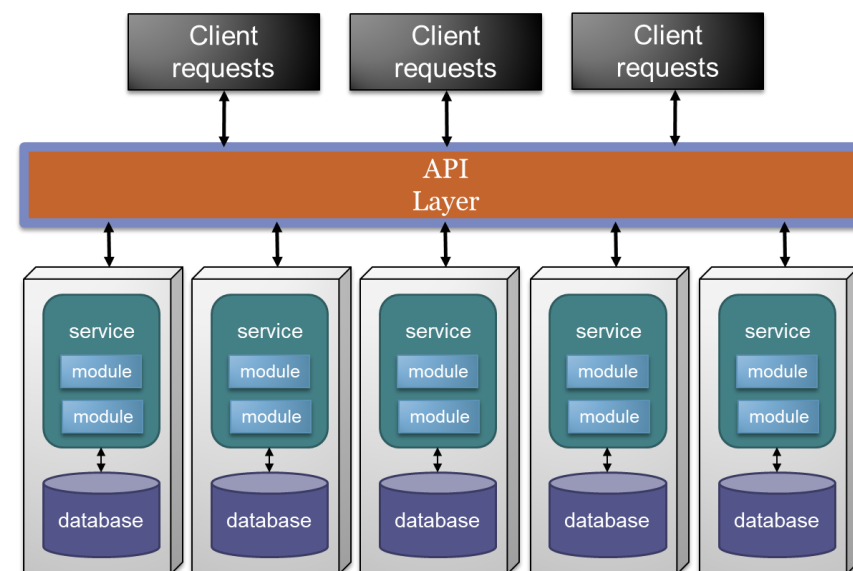 Client
requests
Client
requests
Client
requests
API
Layer
service
module
module
database
service
module
module
database
service
module
module
database
service
module
module
database
service
module
module
database